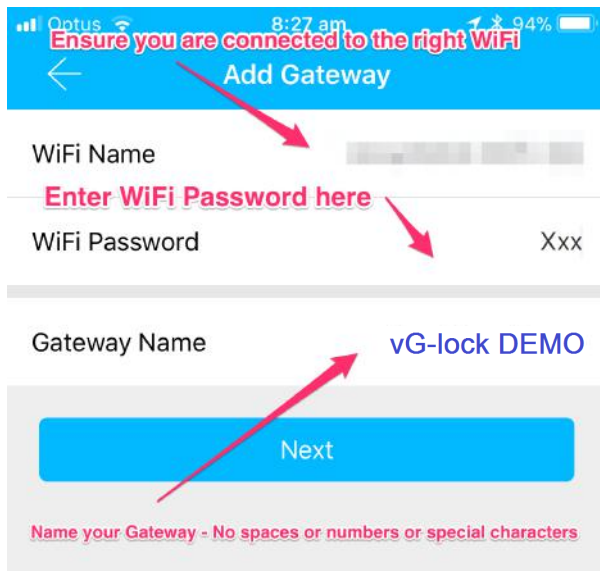 Optus 8:27 am 94%
Ensure you are connected to the right WiFi
Add Gateway
WiFi Name
Enter WiFi Password here
WiFi Password Xxx
Gateway Name vG-lock DEMO
Next
Name your Gateway - No spaces or numbers or special characters